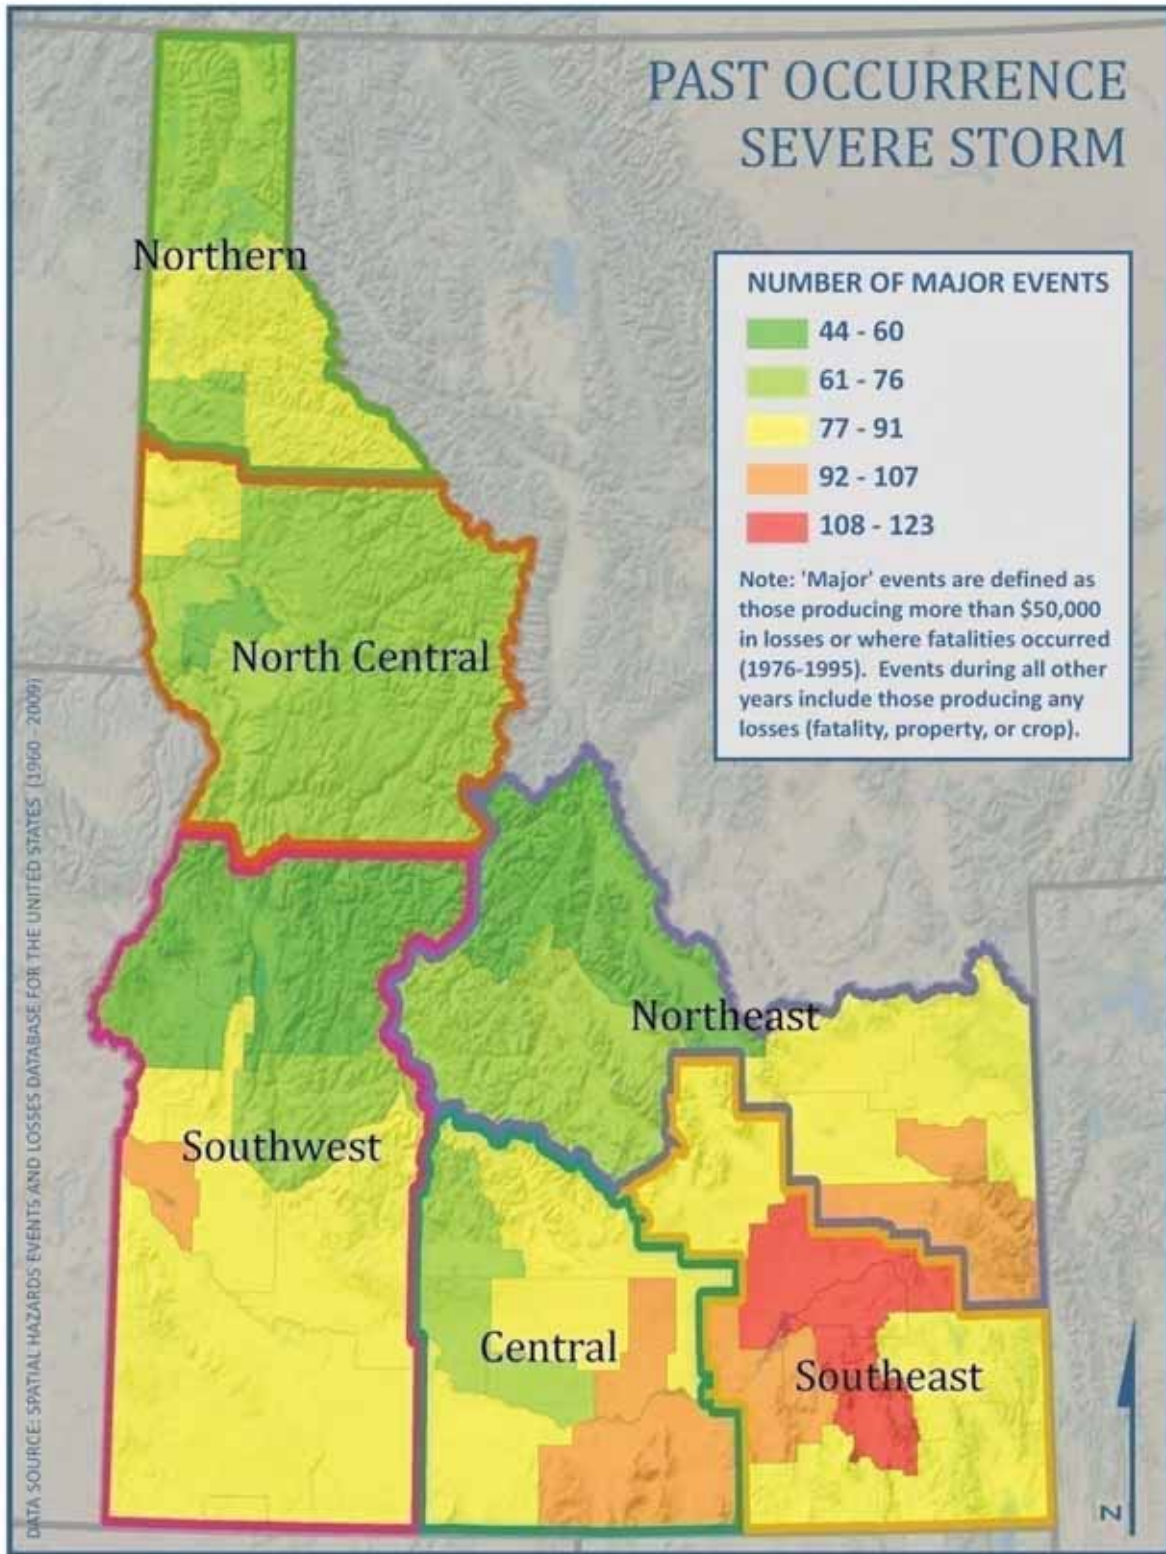 PAST OCCURRENCE
SEVERE STORM
NUMBER OF MAJOR EVENTS
44 - 60
61 - 76
77 - 91
92 - 107
108 - 123
Note: 'Major' events are defined as
those producing more than $50,000
in losses or where fatalities occurred
(1976-1995). Events during all other
years include those producing any
losses (fatality, property, or crop).
Northern
North Central
Northeast
Southwest
Central
Southeast
DATA SOURCE: SPATIAL HAZARDS EVENTS AND LOSSES DATABASE FOR THE UNITED STATES (1960 - 2009)
N